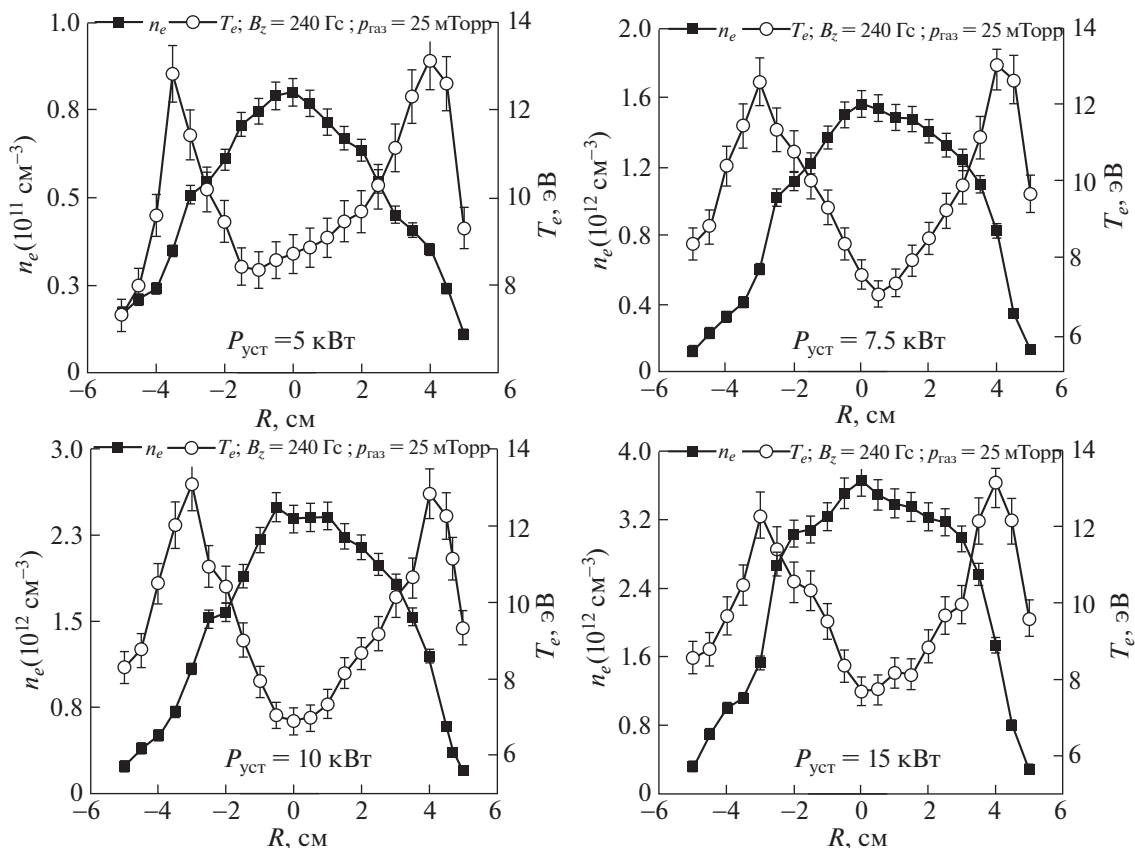 n_e T_e; B_z = 240 Гс; p_газ = 25 мТорр
n_e(10^11 см^−3)
1.0
0.8
0.5
0.3
0
14
12
10
8
6
T_e, эВ
P_уст = 5 кВт
−6 −4 −2 0 2 4 6
R, см
n_e T_e; B_z = 240 Гс; p_газ = 25 мТорр
n_e(10^12 см^−3)
2.0
1.6
1.2
0.8
0.4
0
14
12
10
8
6
T_e, эВ
P_уст = 7.5 кВт
−6 −4 −2 0 2 4 6
R, см
n_e T_e; B_z = 240 Гс; p_газ = 25 мТорр
n_e(10^12 см^−3)
3.0
2.3
1.5
0.8
0
14
12
10
8
6
T_e, эВ
P_уст = 10 кВт
−6 −4 −2 0 2 4 6
R, см
n_e T_e; B_z = 240 Гс; p_газ = 25 мТорр
n_e(10^12 см^−3)
4.0
3.2
2.4
1.6
0.8
0
14
12
10
8
6
T_e, эВ
P_уст = 15 кВт
−6 −4 −2 0 2 4 6
R, см